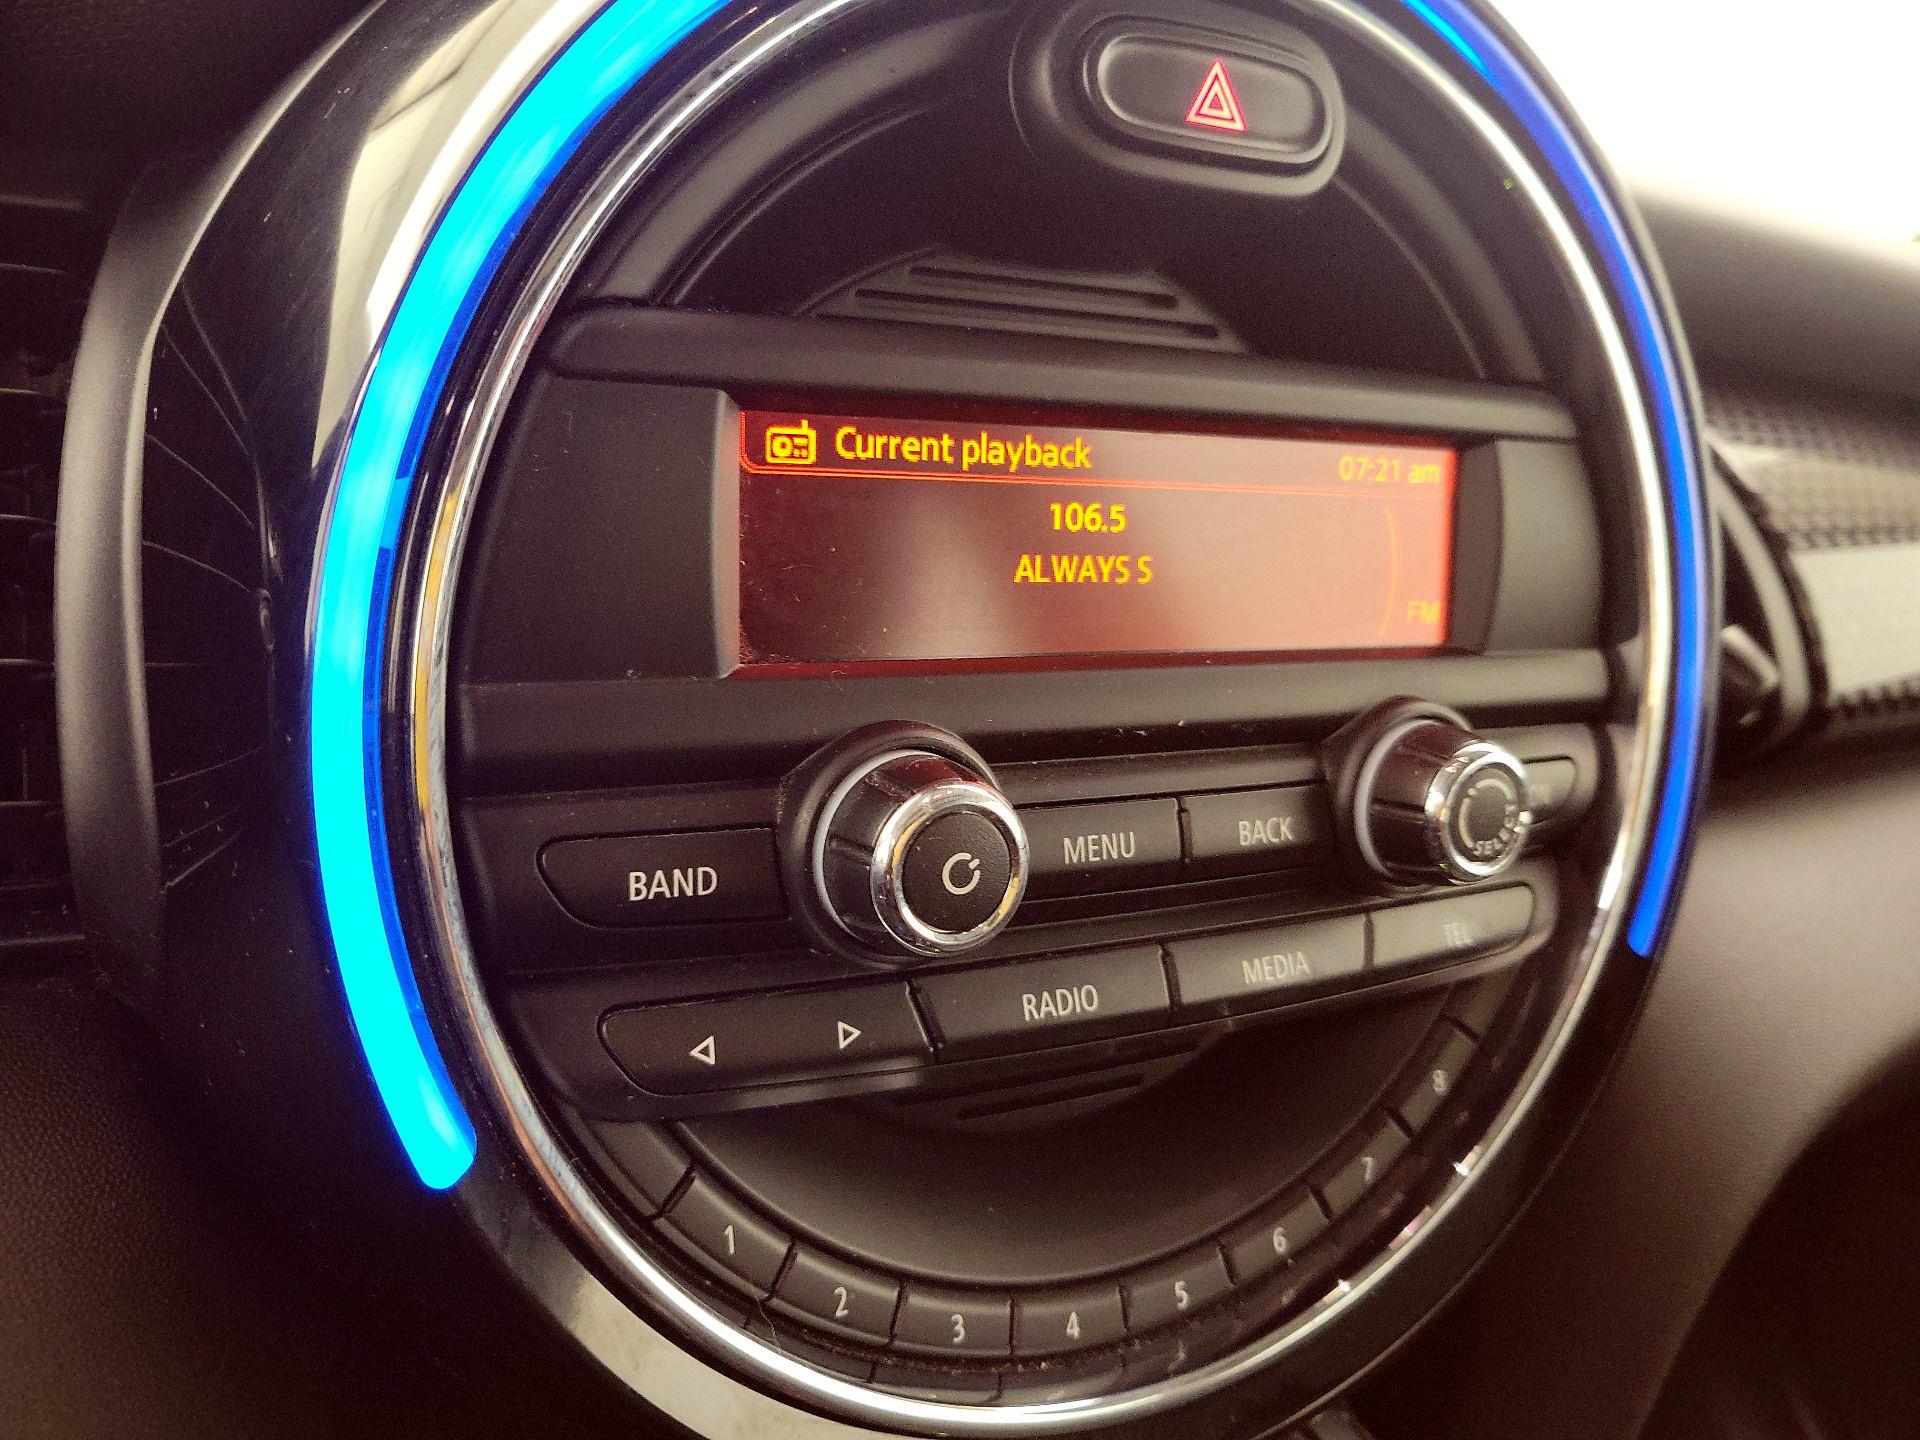 Current playback
07:21 am
106.5
ALWAYS S
FM
BAND
MENU
BACK
SELECT
RADIO
MEDIA
TEL
1
2
3
4
5
6
7
8